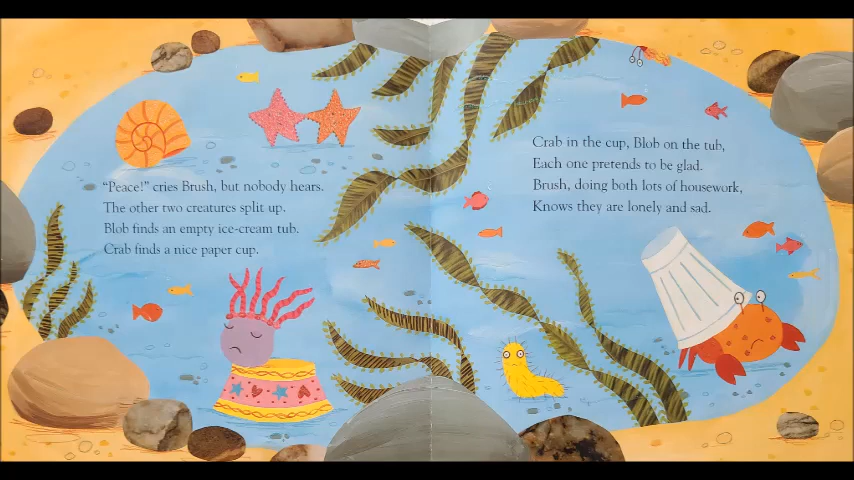 “Peace!” cries Brush, but nobody hears.
The other two creatures split up.
Blob finds an empty ice-cream tub.
Crab finds a nice paper cup.
Crab in the cup, Blob on the tub,
Each one pretends to be glad.
Brush, doing both lots of housework,
Knows they are lonely and sad.